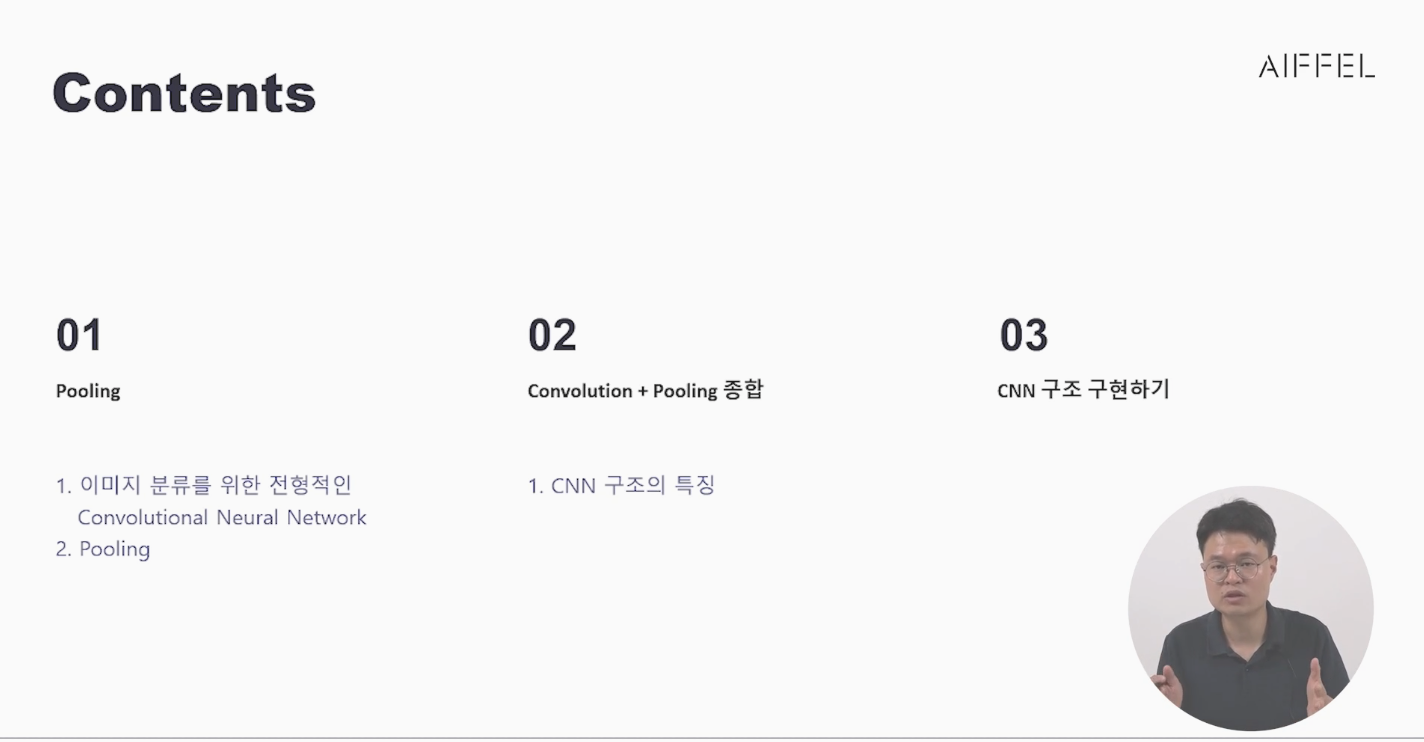 Contents
AIFFEL
01
Pooling
1. 이미지 분류를 위한 전형적인
Convolutional Neural Network
2. Pooling
02
Convolution + Pooling 종합
1. CNN 구조의 특징
03
CNN 구조 구현하기